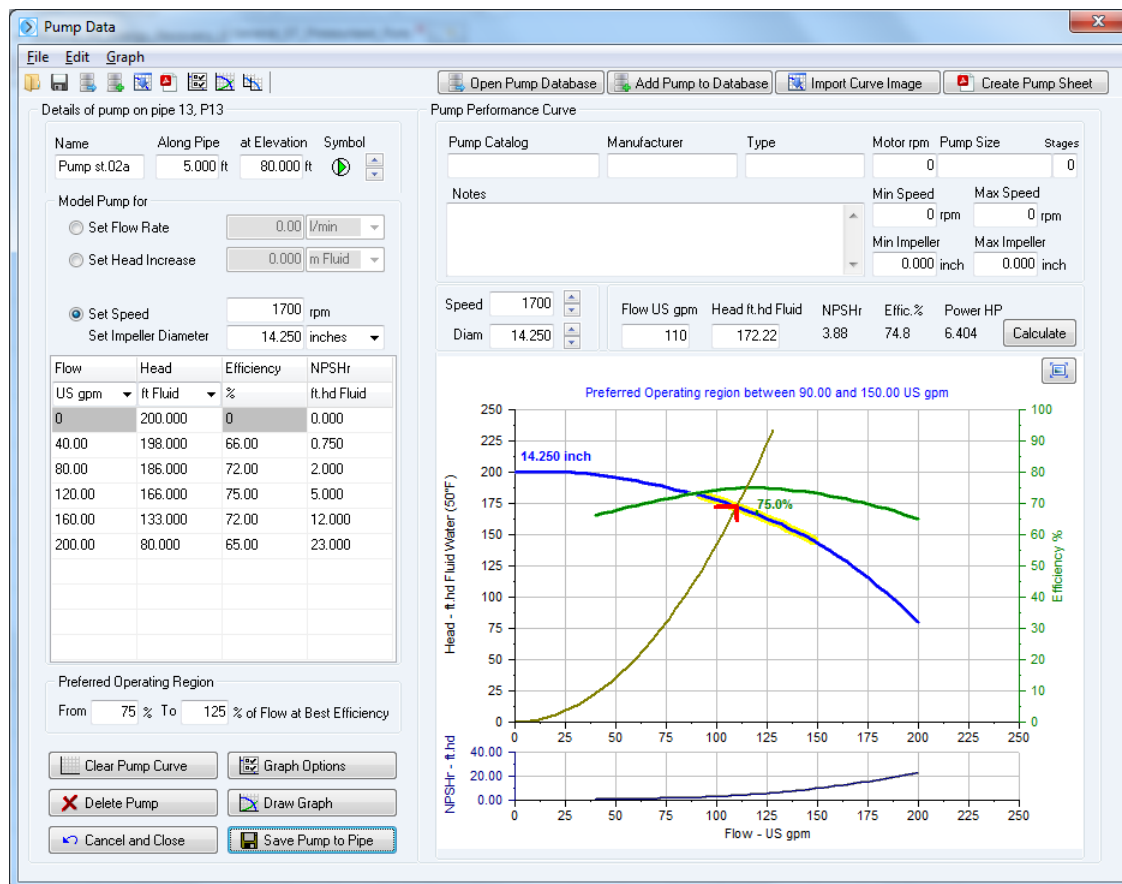 Pump Data
File Edit Graph
Open Pump Database Add Pump to Database Import Curve Image Create Pump Sheet
Details of pump on pipe 13, P13
Name Along Pipe at Elevation Symbol
Pump st.02a 5.000 ft 80.000 ft
Model Pump for
Set Flow Rate 0.00 l/min
Set Head Increase 0.000 m Fluid
Set Speed 1700 rpm
Set Impeller Diameter 14.250 inches
Flow Head Efficiency NPSHr
US gpm ft Fluid % ft.hd Fluid
0 200.000 0 0.000
40.00 198.000 66.00 0.750
80.00 186.000 72.00 2.000
120.00 166.000 75.00 5.000
160.00 133.000 72.00 12.000
200.00 80.000 65.00 23.000
Preferred Operating Region
From 75 % To 125 % of Flow at Best Efficiency
Clear Pump Curve Graph Options
Delete Pump Draw Graph
Cancel and Close Save Pump to Pipe
Pump Performance Curve
Pump Catalog Manufacturer Type Motor rpm Pump Size Stages
0 0
Notes Min Speed Max Speed
0 rpm 0 rpm
Min Impeller Max Impeller
0.000 inch 0.000 inch
Speed 1700
Diam 14.250
Flow US gpm Head ft.hd Fluid NPSHr Effic.% Power HP
110 172.22 3.88 74.8 6.404 Calculate
Preferred Operating region between 90.00 and 150.00 US gpm
Head - ft.hd Fluid Water (50°F)
250
225
200
175
150
125
100
75
50
25
0
14.250 inch
75.0%
100
90
80
70
60
50
40
30
20
10
0
Efficiency %
0 25 50 75 100 125 150 175 200 225 250
NPSHr - ft.hd
40.00
20.00
0.00
0 25 50 75 100 125 150 175 200 225 250
Flow - US gpm